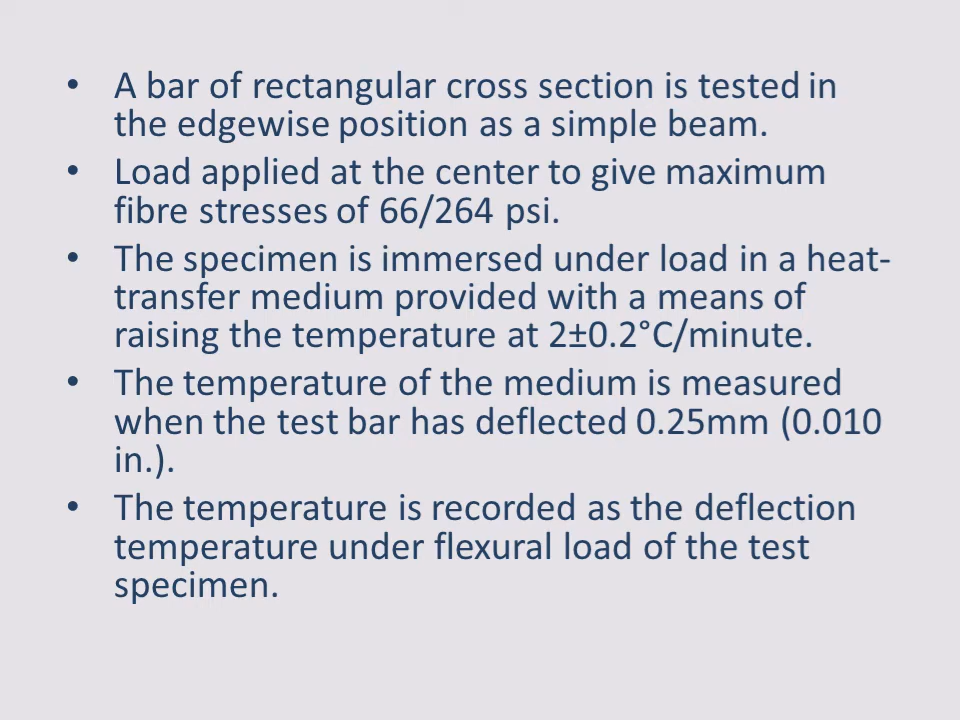 • A bar of rectangular cross section is tested in
the edgewise position as a simple beam.
• Load applied at the center to give maximum
fibre stresses of 66/264 psi.
• The specimen is immersed under load in a heat-
transfer medium provided with a means of
raising the temperature at 2±0.2°C/minute.
• The temperature of the medium is measured
when the test bar has deflected 0.25mm (0.010
in.).
• The temperature is recorded as the deflection
temperature under flexural load of the test
specimen.